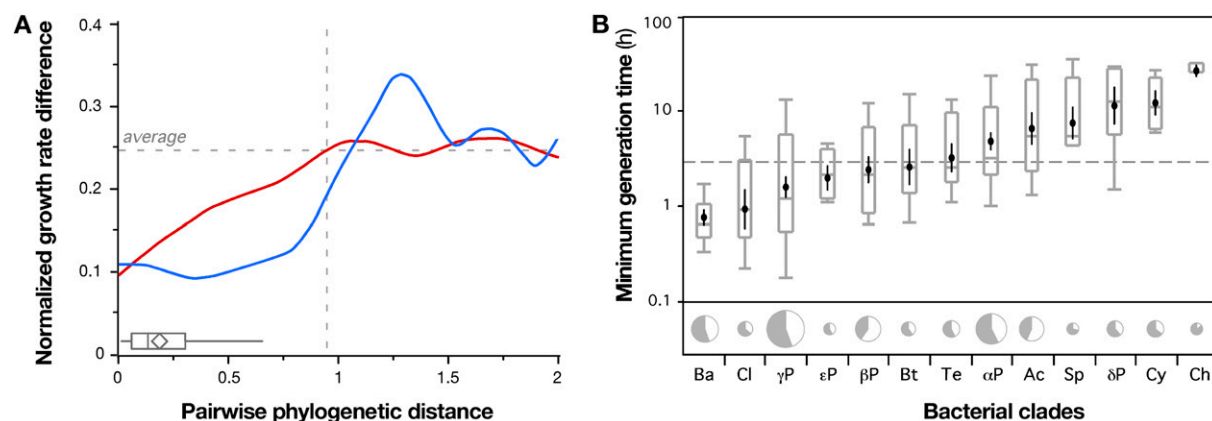 A
Normalized growth rate difference
0.4
0.3
0.2
0.1
0
average
0
0.5
1
1.5
2
Pairwise phylogenetic distance
B
Minimum generation time (h)
100
10
1
0.1
Ba Cl γP εP βP Bt Te αP Ac Sp δP Cy Ch
Bacterial clades